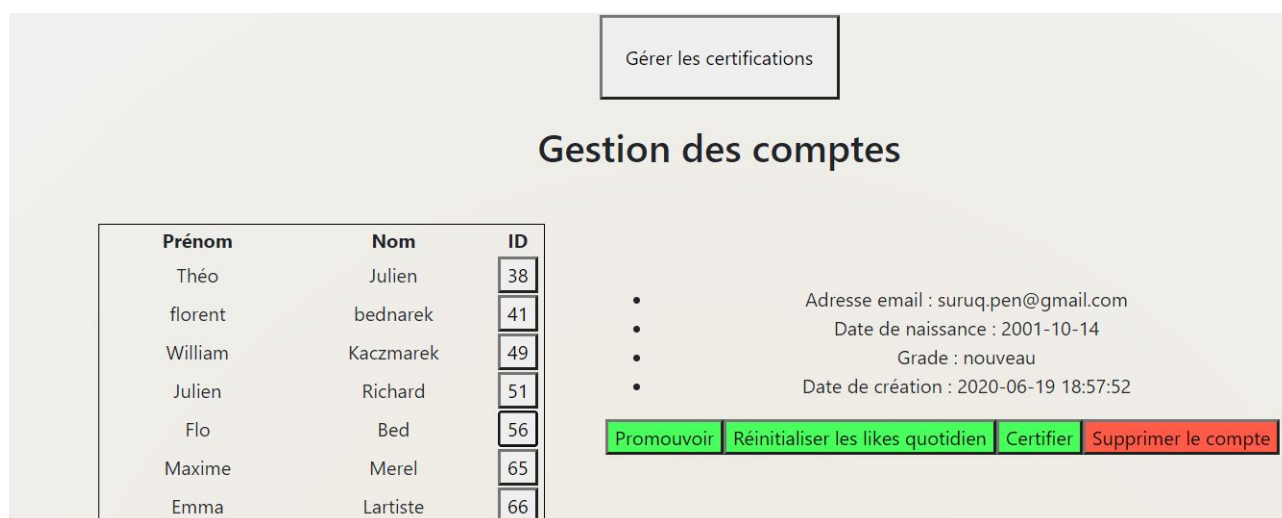 Gérer les certifications
Gestion des comptes
Prénom Nom ID
Théo Julien 38
florent bednarek 41
William Kaczmarek 49
Julien Richard 51
Flo Bed 56
Maxime Merel 65
Emma Lartiste 66
Adresse email : suruq.pen@gmail.com
Date de naissance : 2001-10-14
Grade : nouveau
Date de création : 2020-06-19 18:57:52
Promouvoir Réinitialiser les likes quotidien Certifier Supprimer le compte